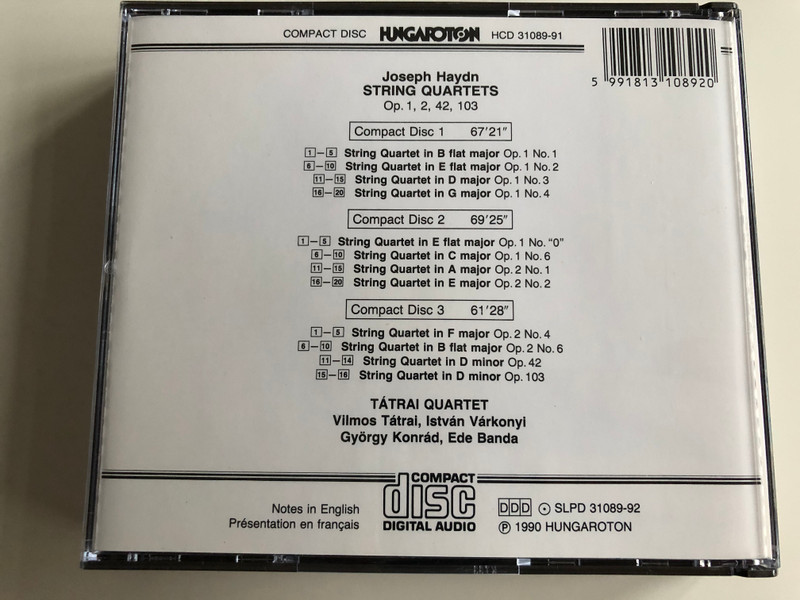 COMPACT DISC HUNGAROTON HCD 31089-91
5 991813 108920
Joseph Haydn
STRING QUARTETS
Op. 1, 2, 42, 103
Compact Disc 1 67'21"
1–5 String Quartet in B flat major Op. 1 No. 1
6–10 String Quartet in E flat major Op. 1 No. 2
11–15 String Quartet in D major Op. 1 No. 3
16–20 String Quartet in G major Op. 1 No. 4
Compact Disc 2 69'25"
1–5 String Quartet in E flat major Op. 1 No. "0"
6–10 String Quartet in C major Op. 1 No. 6
11–15 String Quartet in A major Op. 2 No. 1
16–20 String Quartet in E major Op. 2 No. 2
Compact Disc 3 61'28"
1–5 String Quartet in F major Op. 2 No. 4
6–10 String Quartet in B flat major Op. 2 No. 6
11–14 String Quartet in D minor Op. 42
15–16 String Quartet in D minor Op. 103
TÁTRAI QUARTET
Vilmos Tátrai, István Várkonyi
György Konrád, Ede Banda
Notes in English
Présentation en français
COMPACT
disc
DIGITAL AUDIO
DDD ⊙ SLPD 31089-92
℗ 1990 HUNGAROTON